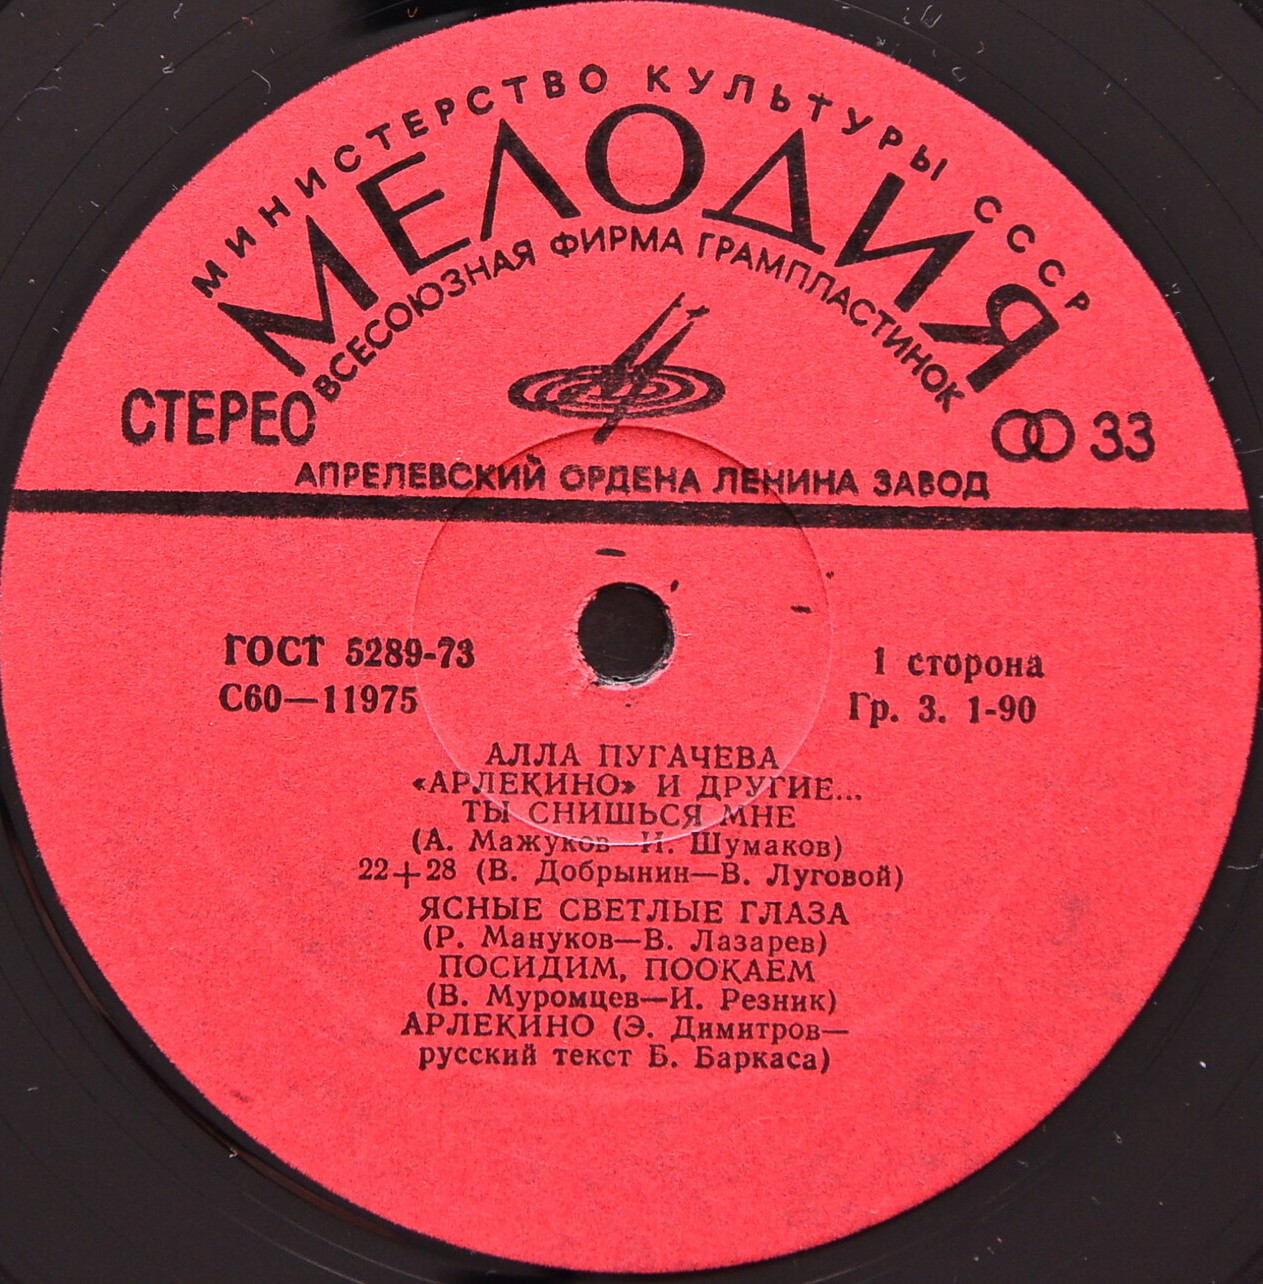 МИНИСТЕРСТВО КУЛЬТУРЫ СССР
МЕЛОДИЯ
ВСЕСОЮЗНАЯ ФИРМА ГРАМПЛАСТИНОК
СТЕРЕО
33
АПРЕЛЕВСКИЙ ОРДЕНА ЛЕНИНА ЗАВОД
ГОСТ 5289-73
С60—11975
1 сторона
Гр. 3. 1-90
АЛЛА ПУГАЧЕВА
«АРЛЕКИНО» И ДРУГИЕ...
ТЫ СНИШЬСЯ МНЕ
(А. Мажуков—И. Шумаков)
22+28 (В. Добрынин—В. Луговой)
ЯСНЫЕ СВЕТЛЫЕ ГЛАЗА
(Р. Мануков—В. Лазарев)
ПОСИДИМ, ПООКАЕМ
(В. Муромцев—И. Резник)
АРЛЕКИНО (Э. Димитров—
русский текст Б. Баркаса)